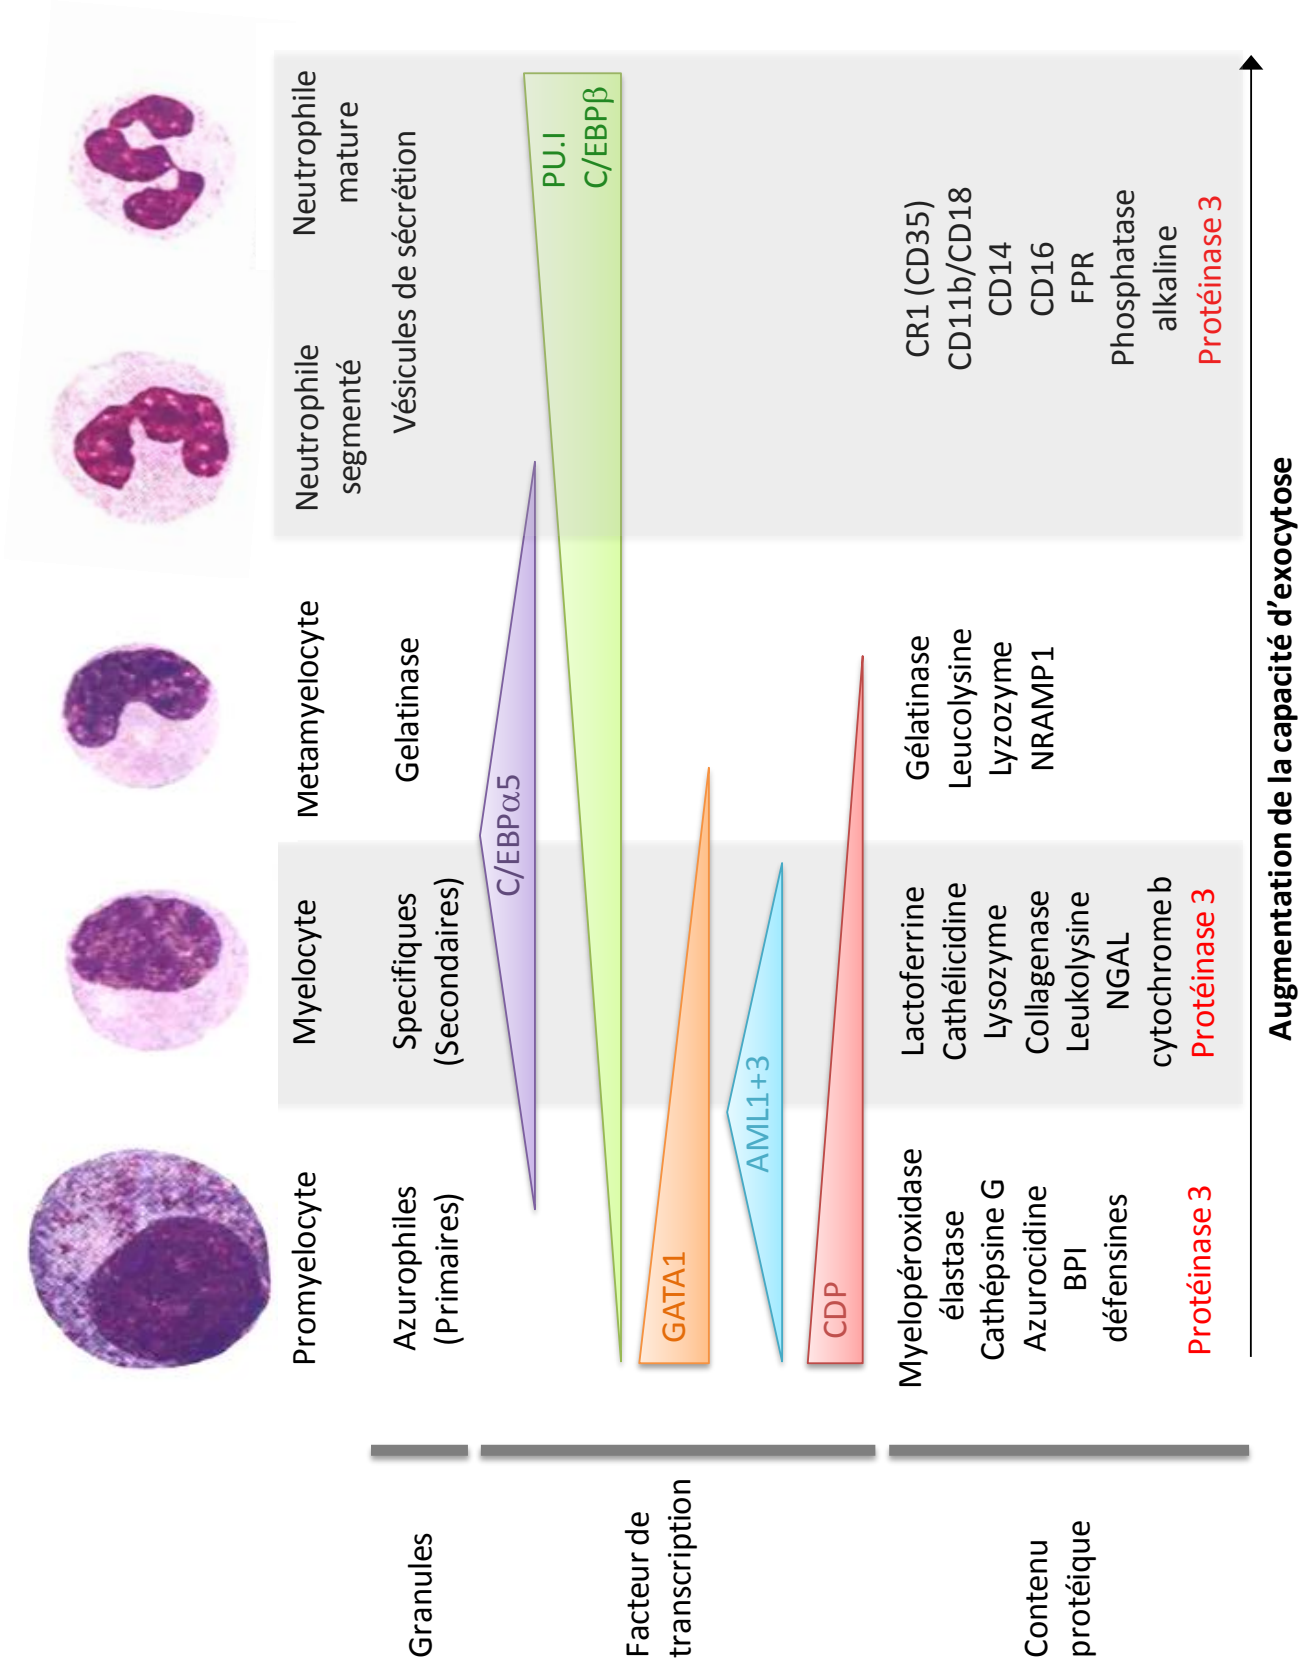 Promyelocyte
Myelocyte
Metamyelocyte
Neutrophile
segmenté
Neutrophile
mature
Granules
Azurophiles
(Primaires)
Specifiques
(Secondaires)
Gelatinase
Vésicules de sécrétion
Facteur de
transcription
C/EBPα5
PU.I
C/EBPβ
GATA1
AML1+3
CDP
Contenu
protéique
Myelopéroxidase
élastase
Cathépsine G
Azurocidine
BPI
défensines
Protéinase 3
Lactoferrine
Cathélicidine
Lysozyme
Collagenase
Leukolysine
NGAL
cytochrome b
Protéinase 3
Gélatinase
Leucolysine
Lyzozyme
NRAMP1
CR1 (CD35)
CD11b/CD18
CD14
CD16
FPR
Phosphatase
alkaline
Protéinase 3
Augmentation de la capacité d’exocytose